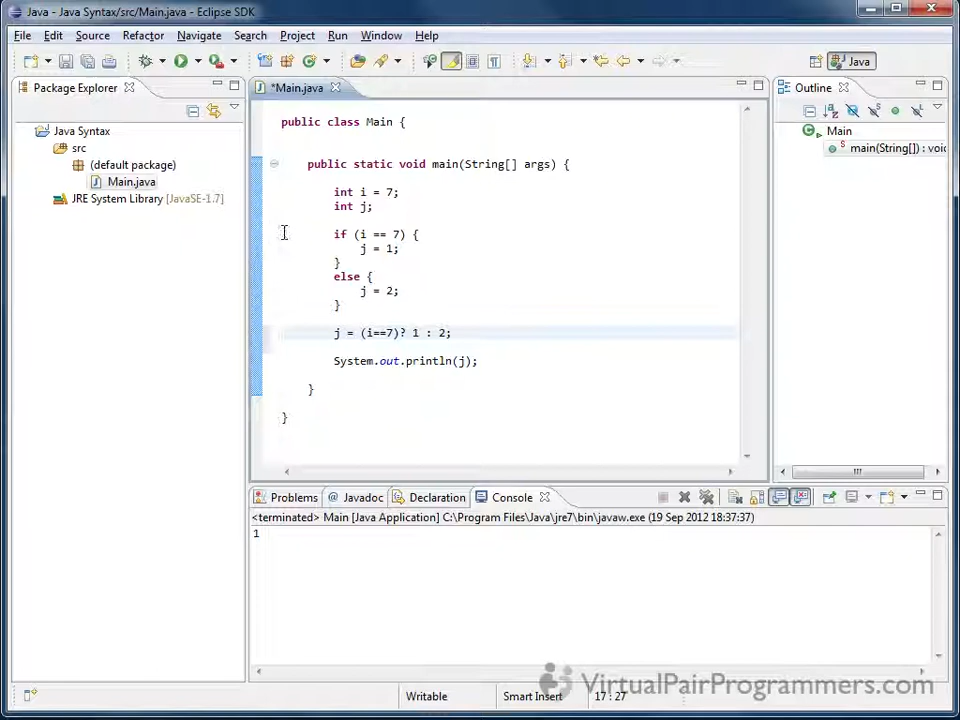 Java - Java Syntax/src/Main.java - Eclipse SDK
File Edit Source Refactor Navigate Search Project Run Window Help
Java
Package Explorer
*Main.java
Outline
Java Syntax
src
(default package)
Main.java
JRE System Library [JavaSE-1.7]
public class Main {
public static void main(String[] args) {
int i = 7;
int j;
if (i == 7) {
j = 1;
}
else {
j = 2;
}
j = (i==7)? 1 : 2;
System.out.println(j);
}
}
Main
main(String[]) : voic
Problems @ Javadoc Declaration Console
<terminated> Main [Java Application] C:\Program Files\Java\jre7\bin\javaw.exe (19 Sep 2012 18:37:37)
1
VirtualPairProgrammers.com
Writable Smart Insert 17 : 27